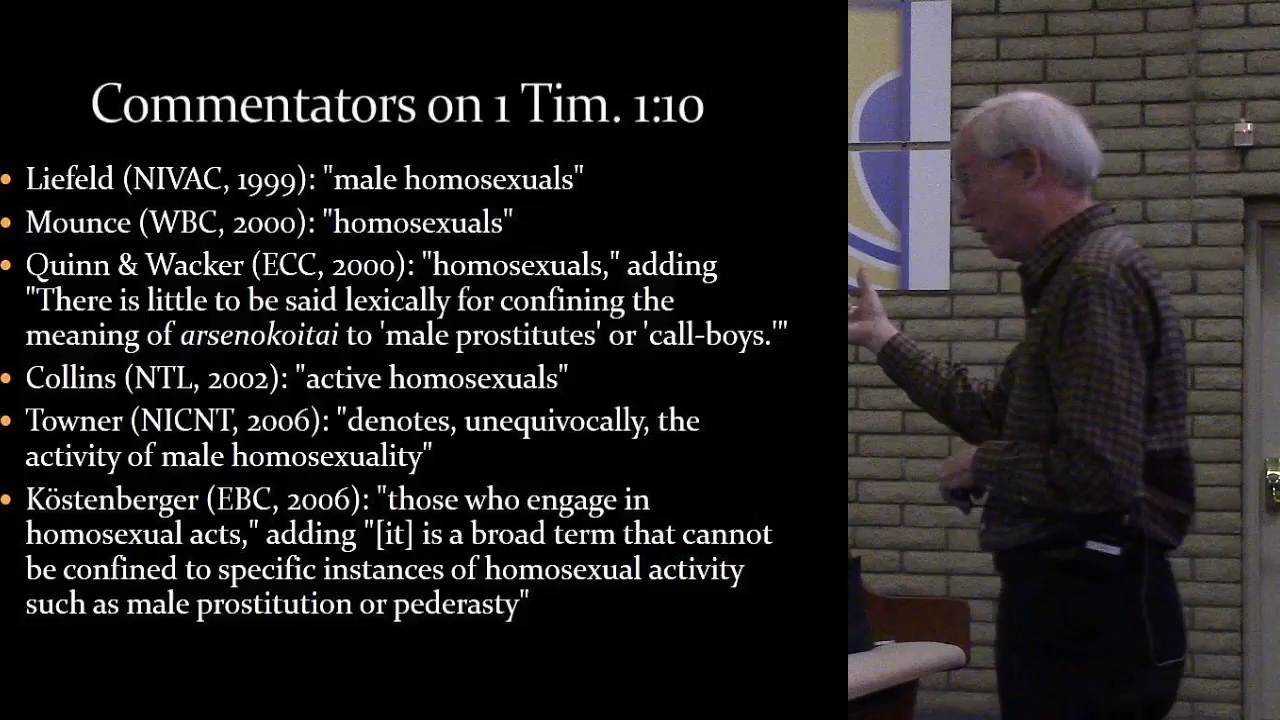 Commentators on 1 Tim. 1:10
• Liefeld (NIVAC, 1999): "male homosexuals"
• Mounce (WBC, 2000): "homosexuals"
• Quinn & Wacker (ECC, 2000): "homosexuals," adding
"There is little to be said lexically for confining the
meaning of arsenokoitai to 'male prostitutes' or 'call-boys.'"
• Collins (NTL, 2002): "active homosexuals"
• Towner (NICNT, 2006): "denotes, unequivocally, the
activity of male homosexuality"
• Köstenberger (EBC, 2006): "those who engage in
homosexual acts," adding "[it] is a broad term that cannot
be confined to specific instances of homosexual activity
such as male prostitution or pederasty"